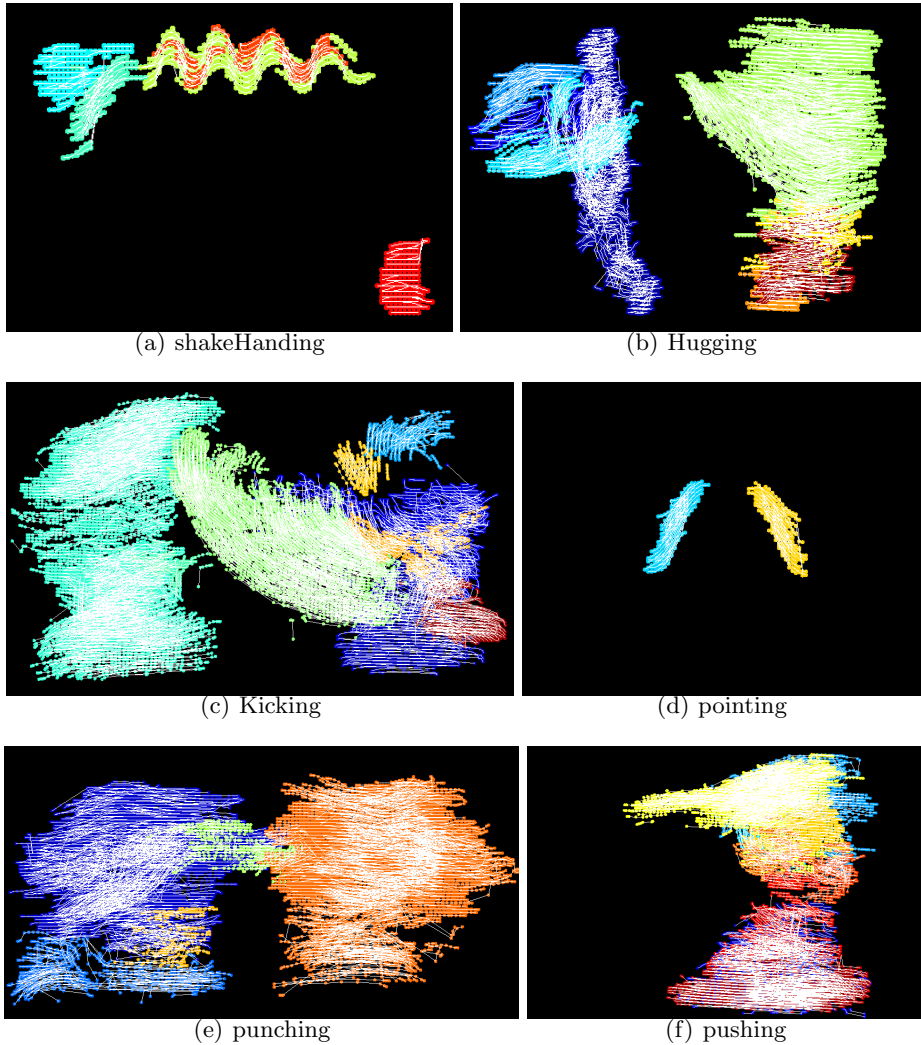 (a) shakeHanding
(b) Hugging
(c) Kicking
(d) pointing
(e) punching
(f) pushing